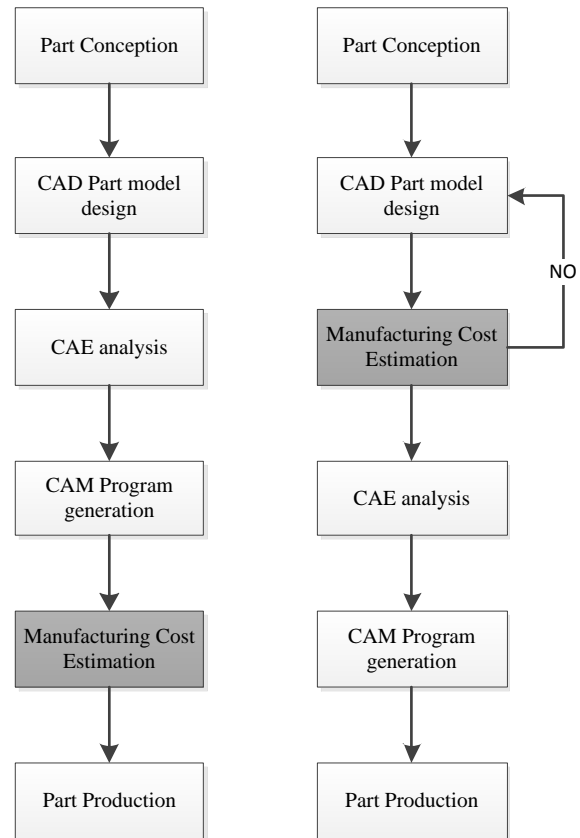 Part Conception
CAD Part model
design
CAE analysis
CAM Program
generation
Manufacturing Cost
Estimation
Part Production
Part Conception
CAD Part model
design
NO
Manufacturing Cost
Estimation
CAE analysis
CAM Program
generation
Part Production